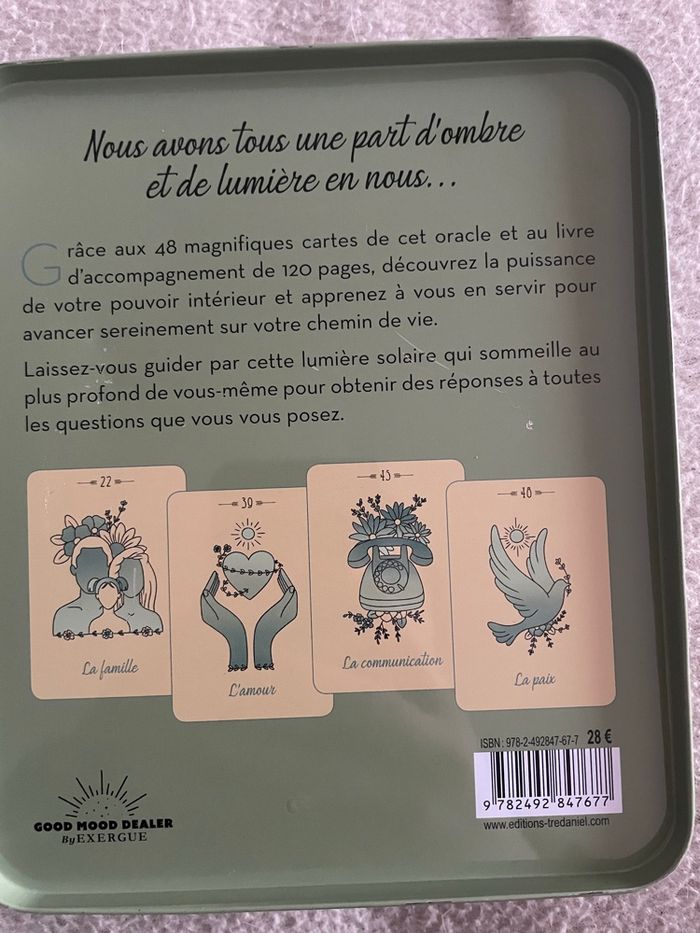 Nous avons tous une part d'ombre
et de lumière en nous...
Grâce aux 48 magnifiques cartes de cet oracle et au livre
d'accompagnement de 120 pages, découvrez la puissance
de votre pouvoir intérieur et apprenez à vous en servir pour
avancer sereinement sur votre chemin de vie.
Laissez-vous guider par cette lumière solaire qui sommeille au
plus profond de vous-même pour obtenir des réponses à toutes
les questions que vous vous posez.
22
La famille
39
L'amour
45
La communication
48
La paix
ISBN : 978-2-492847-67-7 28 €
9 782492 847677
www.editions-tredaniel.com
GOOD MOOD DEALER
By EXERGUE